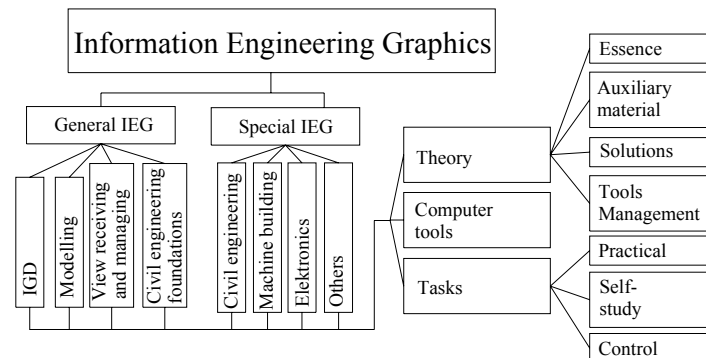 Information Engineering Graphics
General IEG
Special IEG
IGD
Modelling
View receiving
and managing
Civil engineering
foundations
Civil engineering
Machine building
Elektronics
Others
Theory
Computer
tools
Tasks
Essence
Auxiliary
material
Solutions
Tools
Management
Practical
Self-
study
Control